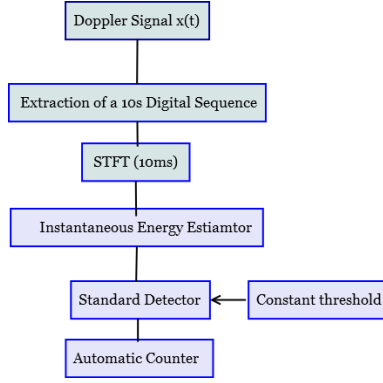 Doppler Signal x(t)
Extraction of a 10s Digital Sequence
STFT (10ms)
Instantaneous Energy Estiamtor
Standard Detector
Constant threshold
Automatic Counter